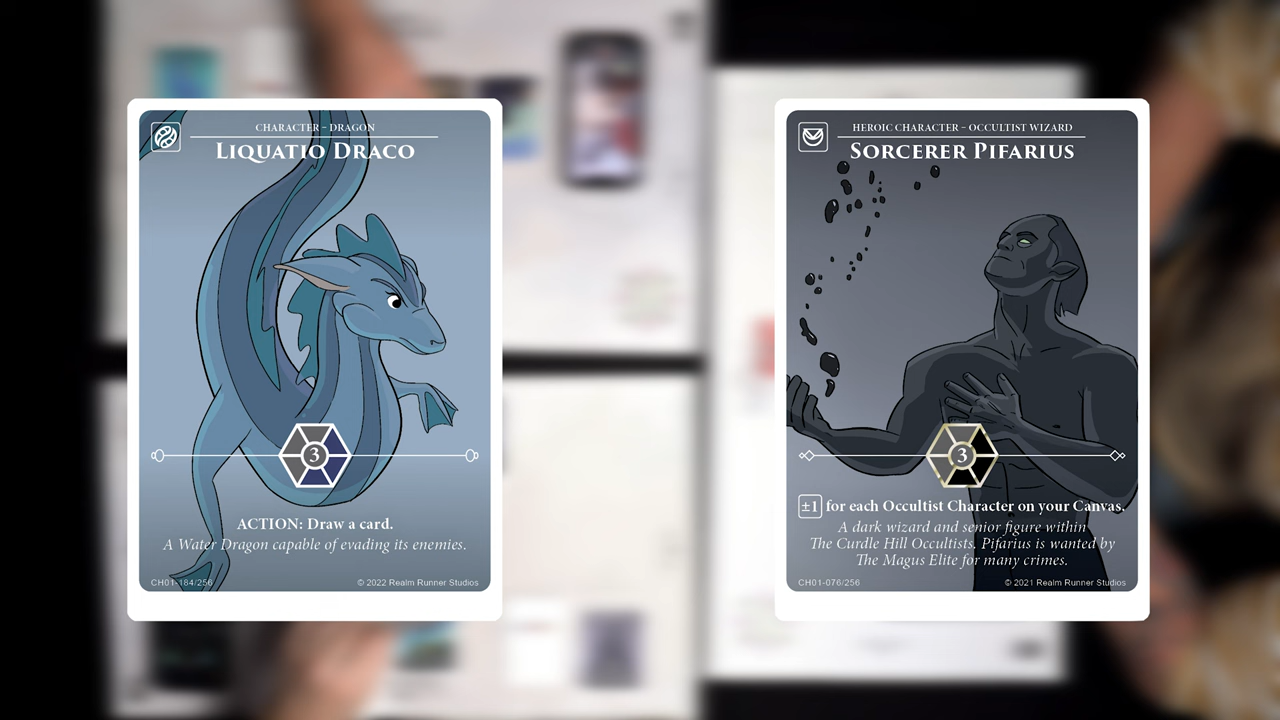 CHARACTER – DRAGON
LIQUATIO DRACO
3
ACTION: Draw a card.
A Water Dragon capable of evading its enemies.
CH01-184/256
© 2022 Realm Runner Studios
HEROIC CHARACTER – OCCULTIST WIZARD
SORCERER PIFARIUS
3
±1 for each Occultist Character on your Canvas.
A dark wizard and senior figure within
The Curdle Hill Occultists. Pifarius is wanted by
The Magus Elite for many crimes.
CH01-076/256
© 2021 Realm Runner Studios